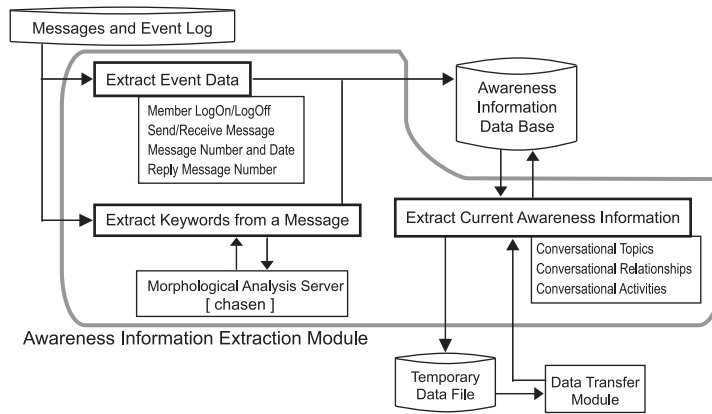 Messages and Event Log
Extract Event Data
Member LogOn/LogOff
Send/Receive Message
Message Number and Date
Reply Message Number
Awareness
Information
Data Base
Extract Keywords from a Message
Extract Current Awareness Information
Conversational Topics
Conversational Relationships
Conversational Activities
Morphological Analysis Server
[ chasen ]
Awareness Information Extraction Module
Temporary
Data File
Data Transfer
Module